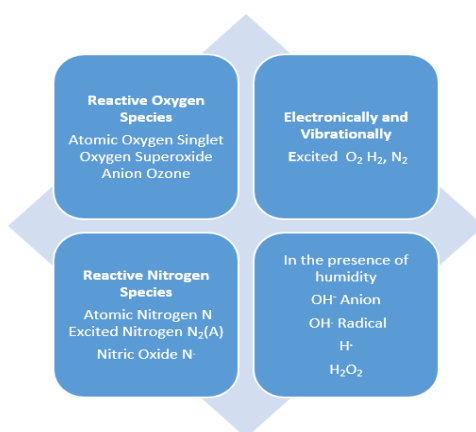 Reactive Oxygen
Species
Atomic Oxygen Singlet
Oxygen Superoxide
Anion Ozone
Electronically and
Vibrationally
Excited O₂ H₂, N₂
Reactive Nitrogen
Species
Atomic Nitrogen N
Excited Nitrogen N₂(A)
Nitric Oxide N·
In the presence of
humidity
OH⁻ Anion
OH· Radical
H·
H₂O₂